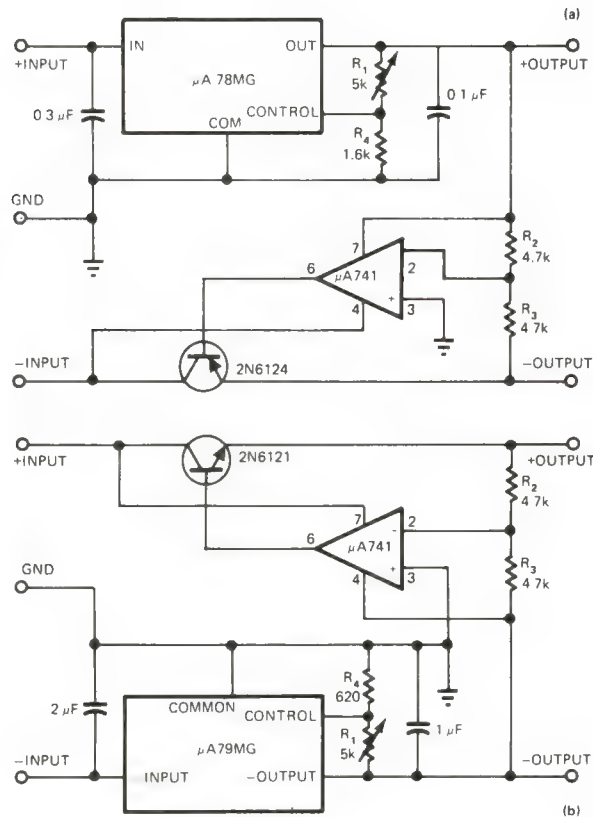 (a)
+INPUT
IN
OUT
+OUTPUT
μA 78MG
R1
5k
0.1 μF
0 3 μF
CONTROL
COM
R4
1.6k
GND
7
6
μA741
2
+
3
4
R2
4.7k
R3
4.7k
-INPUT
2N6124
-OUTPUT
+INPUT
2N6121
+OUTPUT
R2
4 7k
7
2
6
-
μA741
+
3
4
R3
4.7k
GND
2 μF
COMMON
R4
620
CONTROL
μA79MG
R1
5k
1 μF
-INPUT
INPUT
-OUTPUT
-OUTPUT
(b)